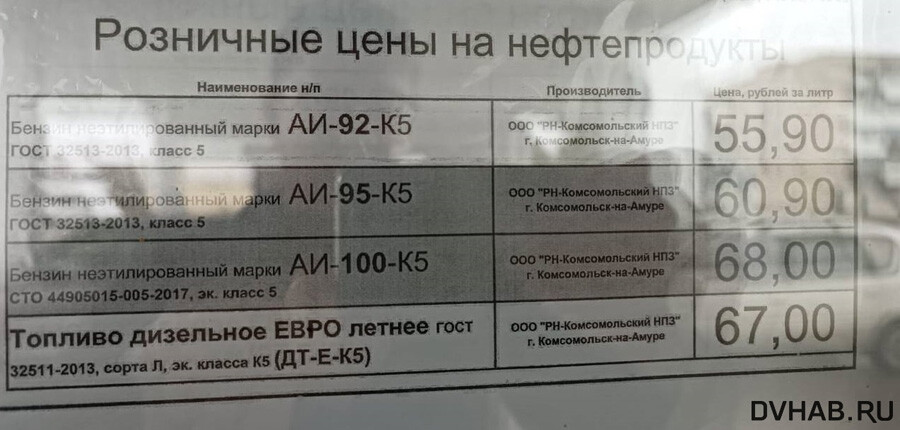 Розничные цены на нефтепродукты
Наименование н/п Производитель Цена, рублей за литр
Бензин неэтилированный марки АИ-92-К5
ГОСТ 32513-2013, класс 5
ООО "РН-Комсомольский НПЗ"
г. Комсомольск-на-Амуре
55,90
Бензин неэтилированный марки АИ-95-К5
ГОСТ 32513-2013, класс 5
ООО "РН-Комсомольский НПЗ"
г. Комсомольск-на-Амуре
60,90
Бензин неэтилированный марки АИ-100-К5
СТО 44905015-005-2017, эк. класс 5
ООО "РН-Комсомольский НПЗ"
г. Комсомольск-на-Амуре
68,00
Топливо дизельное ЕВРО летнее гост
32511-2013, сорта Л, эк. класса К5 (ДТ-Е-К5)
ООО "РН-Комсомольский НПЗ"
г. Комсомольск-на-Амуре
67,00
DVHAB.RU